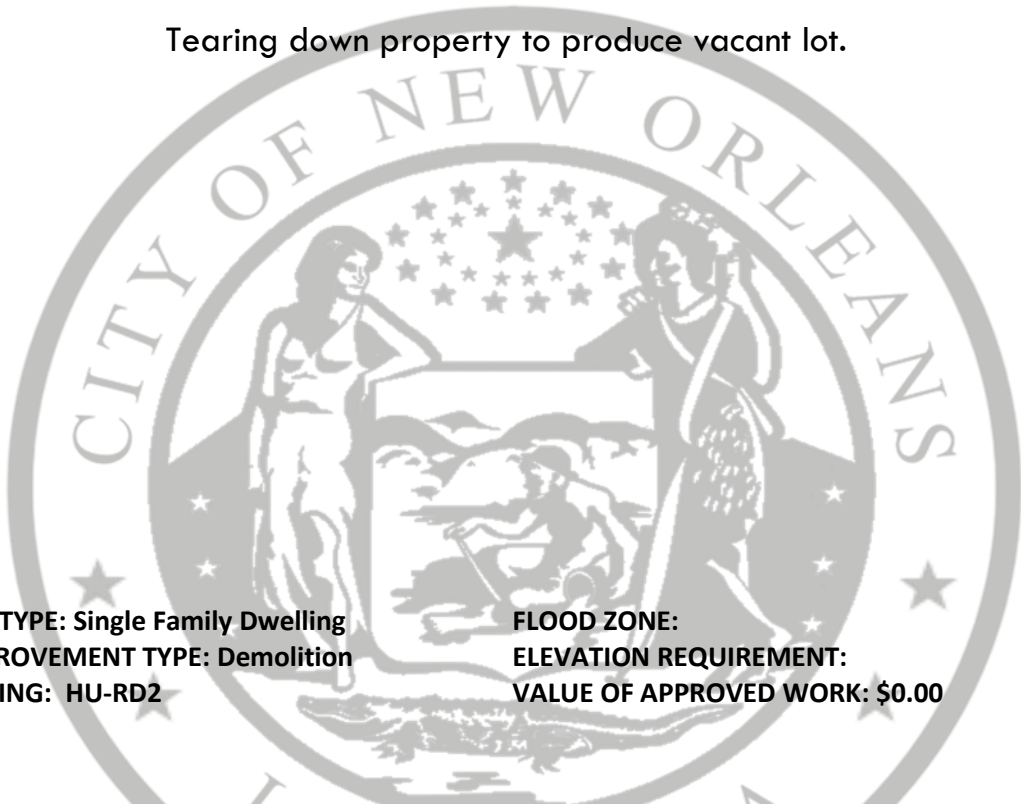 Tearing down property to produce vacant lot.
CITY OF NEW ORLEANS
TYPE: Single Family Dwelling
FLOOD ZONE:
ROVEMENT TYPE: Demolition
ELEVATION REQUIREMENT:
ING: HU-RD2
VALUE OF APPROVED WORK: $0.00